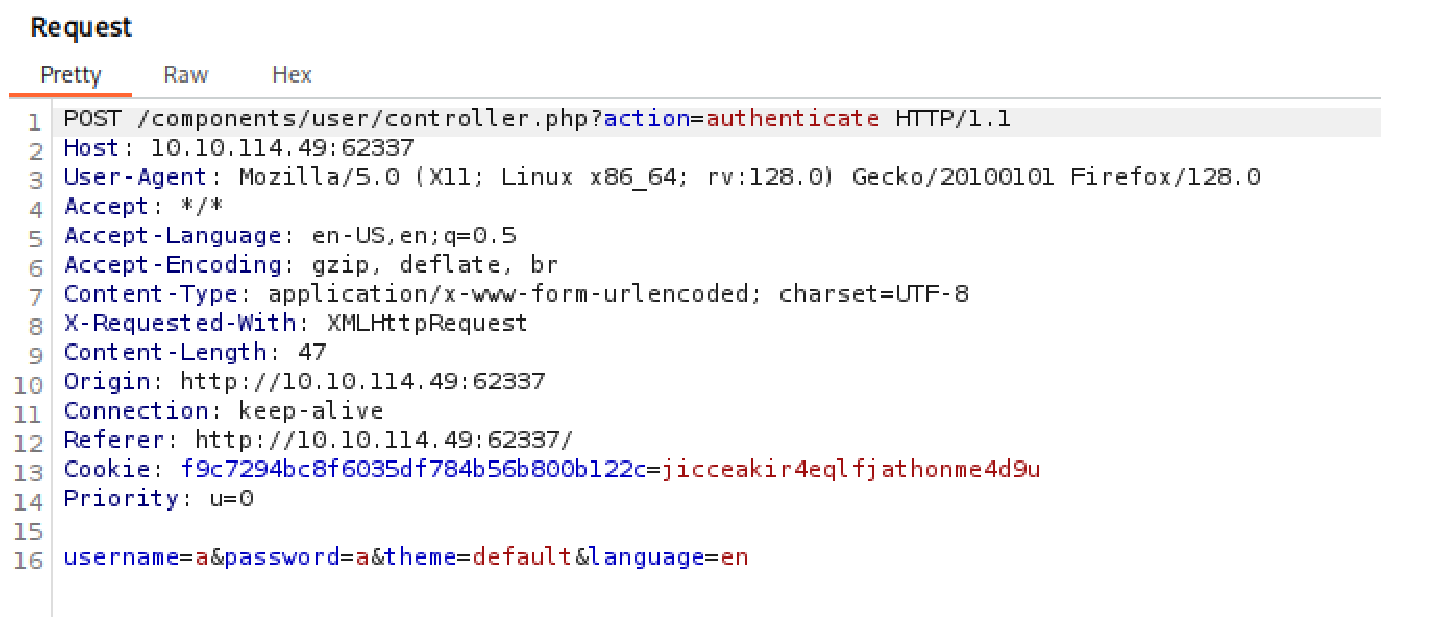 Request
Pretty Raw Hex
1 POST /components/user/controller.php?action=authenticate HTTP/1.1
2 Host: 10.10.114.49:62337
3 User-Agent: Mozilla/5.0 (X11; Linux x86_64; rv:128.0) Gecko/20100101 Firefox/128.0
4 Accept: */*
5 Accept-Language: en-US,en;q=0.5
6 Accept-Encoding: gzip, deflate, br
7 Content-Type: application/x-www-form-urlencoded; charset=UTF-8
8 X-Requested-With: XMLHttpRequest
9 Content-Length: 47
10 Origin: http://10.10.114.49:62337
11 Connection: keep-alive
12 Referer: http://10.10.114.49:62337/
13 Cookie: f9c7294bc8f6035df784b56b800b122c=jicceakir4eqlfjathonme4d9u
14 Priority: u=0
15
16 username=a&password=a&theme=default&language=en